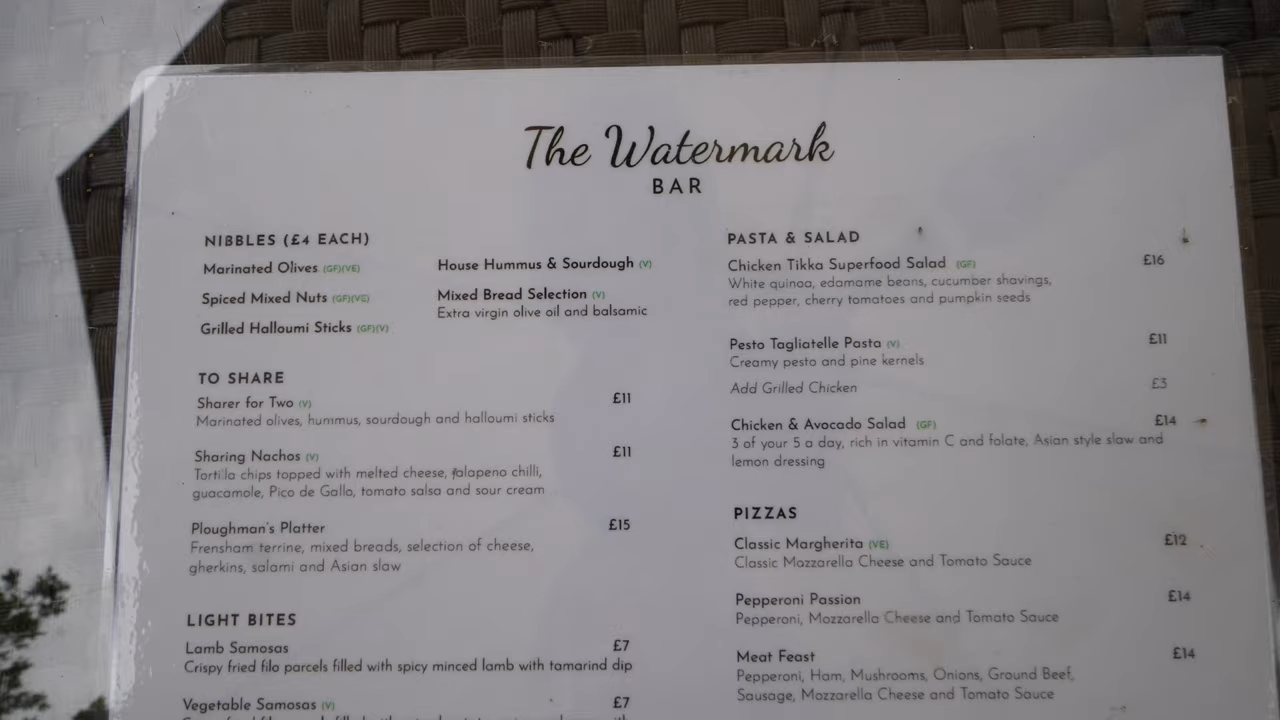 The Watermark
BAR
NIBBLES (£4 EACH)
Marinated Olives (GF)(VE)
Spiced Mixed Nuts (GF)(VE)
Grilled Halloumi Sticks (GF)(V)
House Hummus & Sourdough (V)
Mixed Bread Selection (V)
Extra virgin olive oil and balsamic
TO SHARE
Sharer for Two (V) £11
Marinated olives, hummus, sourdough and halloumi sticks
Sharing Nachos (V) £11
Tortilla chips topped with melted cheese, jalapeno chilli,
guacamole, Pico de Gallo, tomato salsa and sour cream
Ploughman's Platter £15
Frensham terrine, mixed breads, selection of cheese,
gherkins, salami and Asian slaw
LIGHT BITES
Lamb Samosas £7
Crispy fried filo parcels filled with spicy minced lamb with tamarind dip
Vegetable Samosas (V) £7
PASTA & SALAD
Chicken Tikka Superfood Salad (GF) £16
White quinoa, edamame beans, cucumber shavings,
red pepper, cherry tomatoes and pumpkin seeds
Pesto Tagliatelle Pasta (V) £11
Creamy pesto and pine kernels
Add Grilled Chicken £3
Chicken & Avocado Salad (GF) £14
3 of your 5 a day, rich in vitamin C and folate, Asian style slaw and
lemon dressing
PIZZAS
Classic Margherita (VE) £12
Classic Mozzarella Cheese and Tomato Sauce
Pepperoni Passion £14
Pepperoni, Mozzarella Cheese and Tomato Sauce
Meat Feast £14
Pepperoni, Ham, Mushrooms, Onions, Ground Beef,
Sausage, Mozzarella Cheese and Tomato Sauce